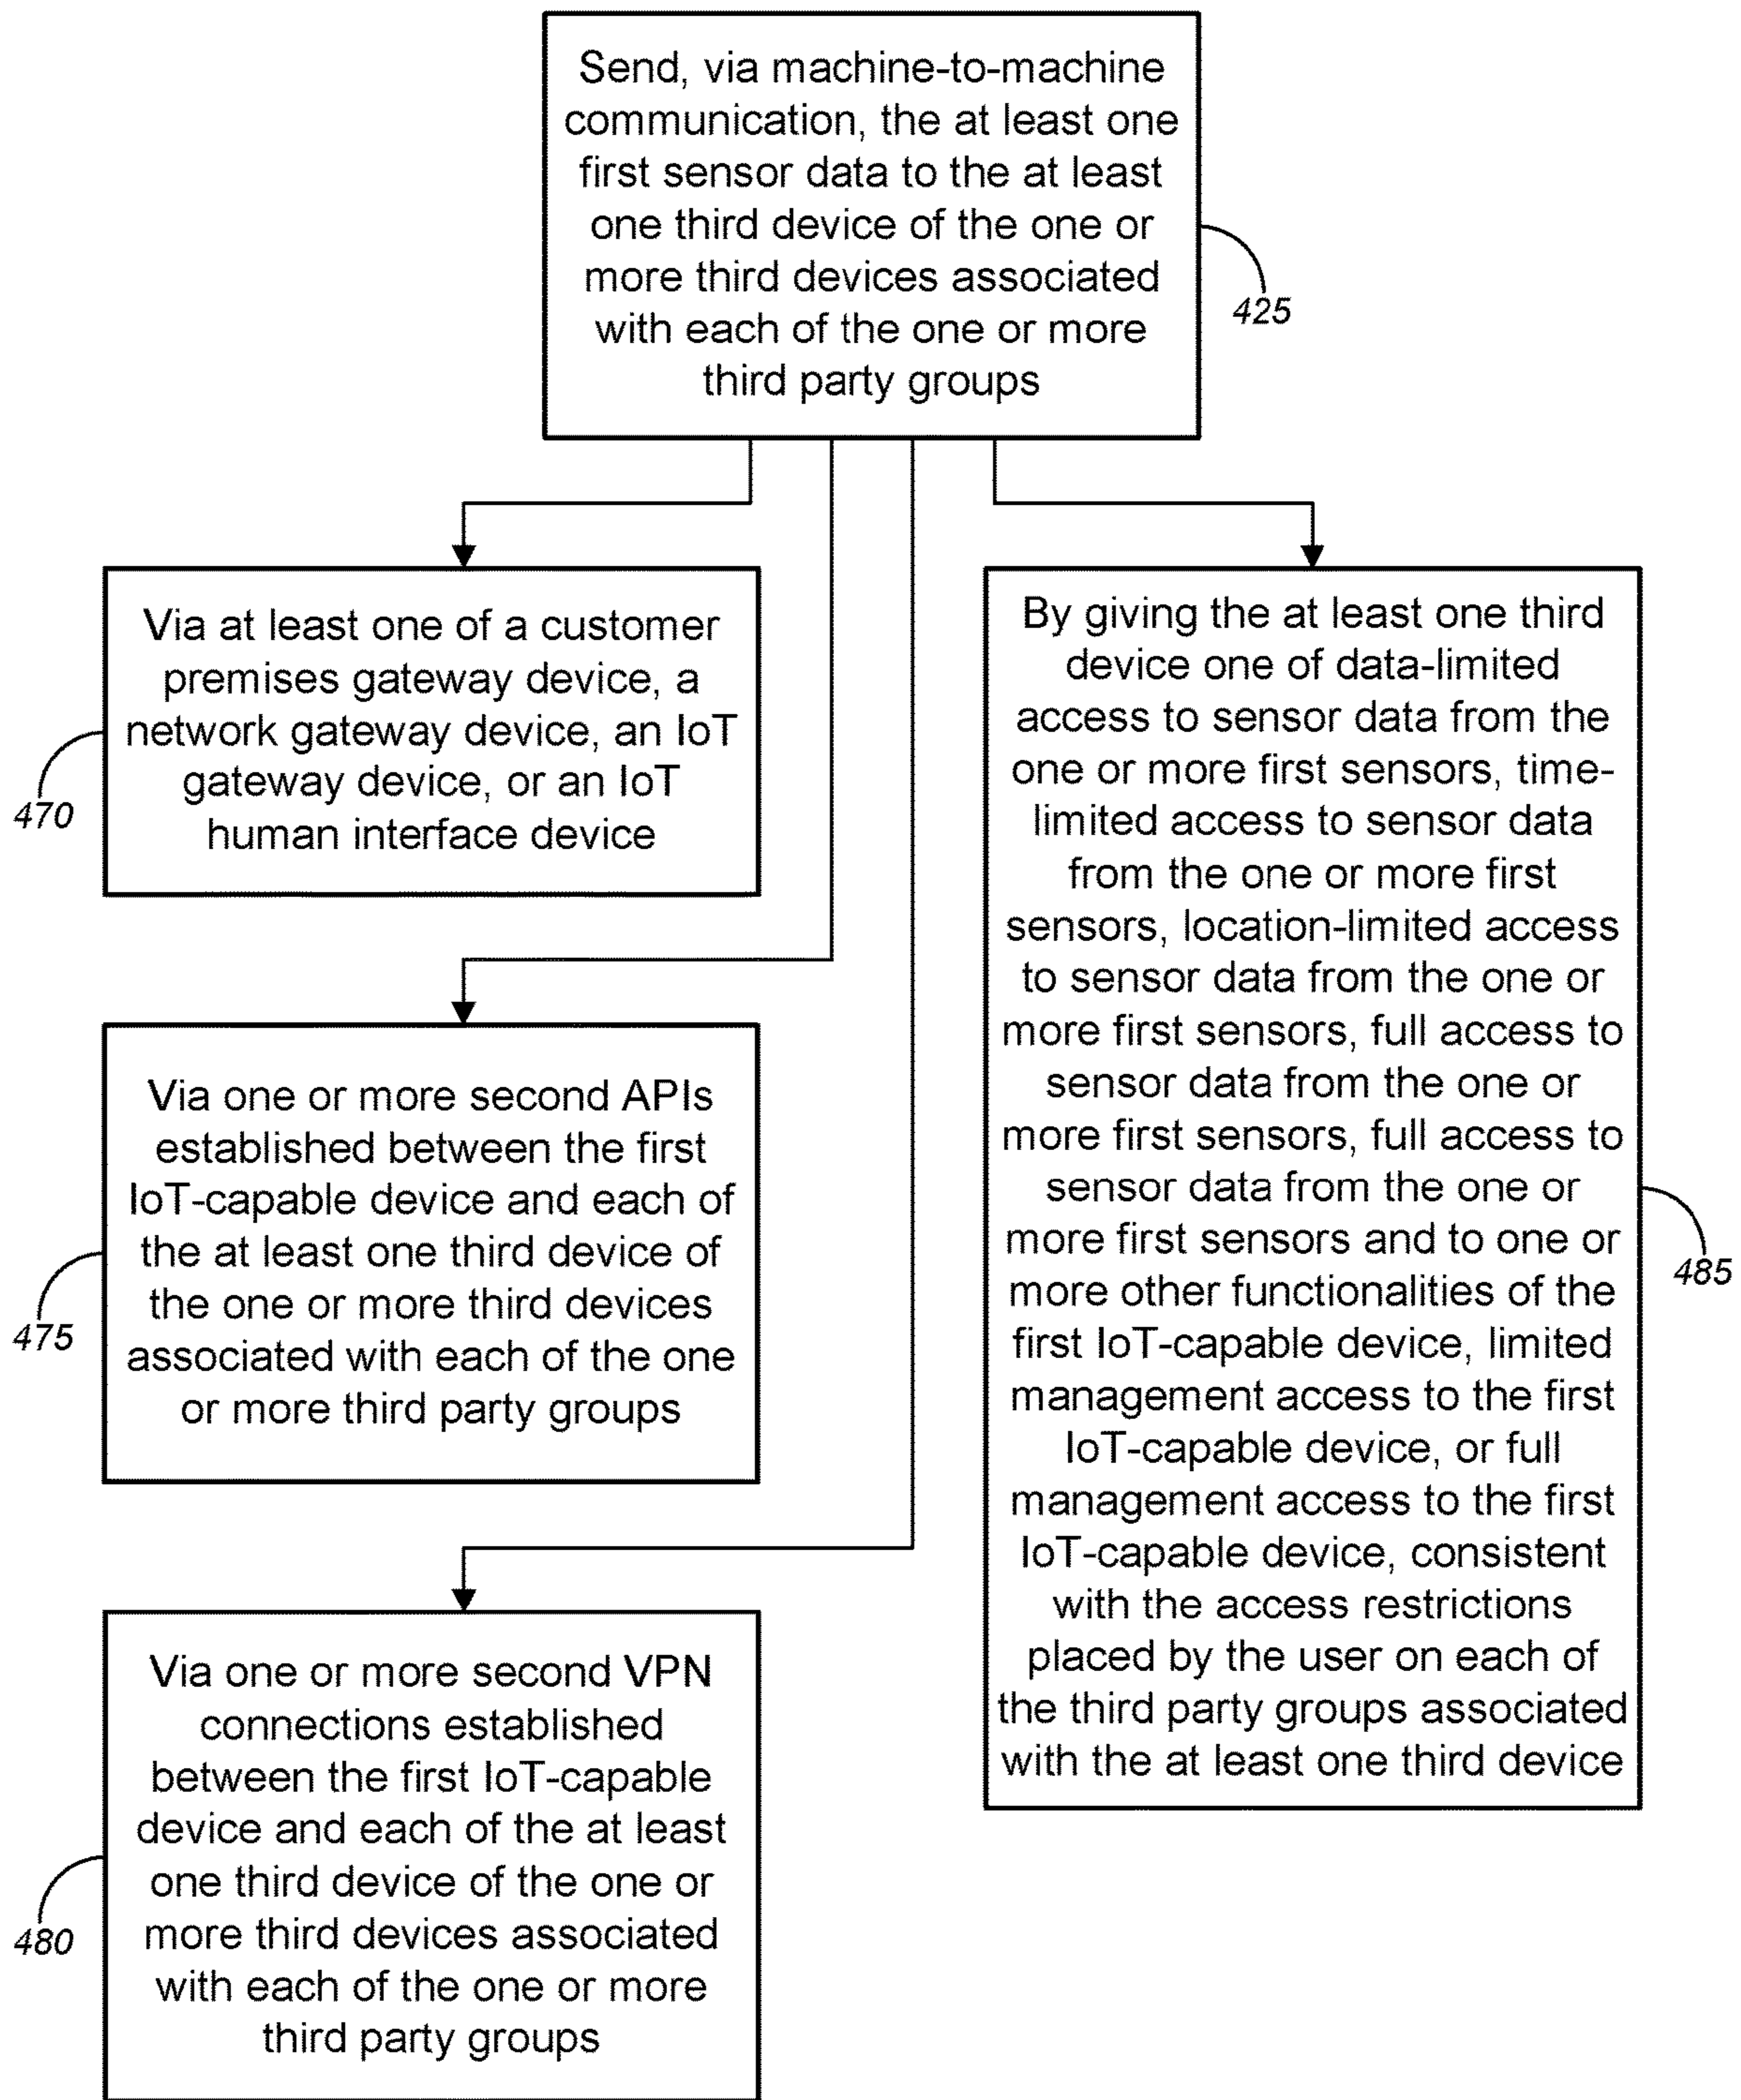 Send, via machine-to-machine
communication, the at least one
first sensor data to the at least
one third device of the one or
more third devices associated
with each of the one or more
third party groups
425
Via at least one of a customer
premises gateway device, a
network gateway device, an IoT
gateway device, or an IoT
human interface device
470
Via one or more second APIs
established between the first
IoT-capable device and each of
the at least one third device of
the one or more third devices
associated with each of the one
or more third party groups
475
Via one or more second VPN
connections established
between the first IoT-capable
device and each of the at least
one third device of the one or
more third devices associated
with each of the one or more
third party groups
480
By giving the at least one third
device one of data-limited
access to sensor data from the
one or more first sensors, time-
limited access to sensor data
from the one or more first
sensors, location-limited access
to sensor data from the one or
more first sensors, full access to
sensor data from the one or
more first sensors, full access to
sensor data from the one or
more first sensors and to one or
more other functionalities of the
first IoT-capable device, limited
management access to the first
IoT-capable device, or full
management access to the first
IoT-capable device, consistent
with the access restrictions
placed by the user on each of
the third party groups associated
with the at least one third device
485